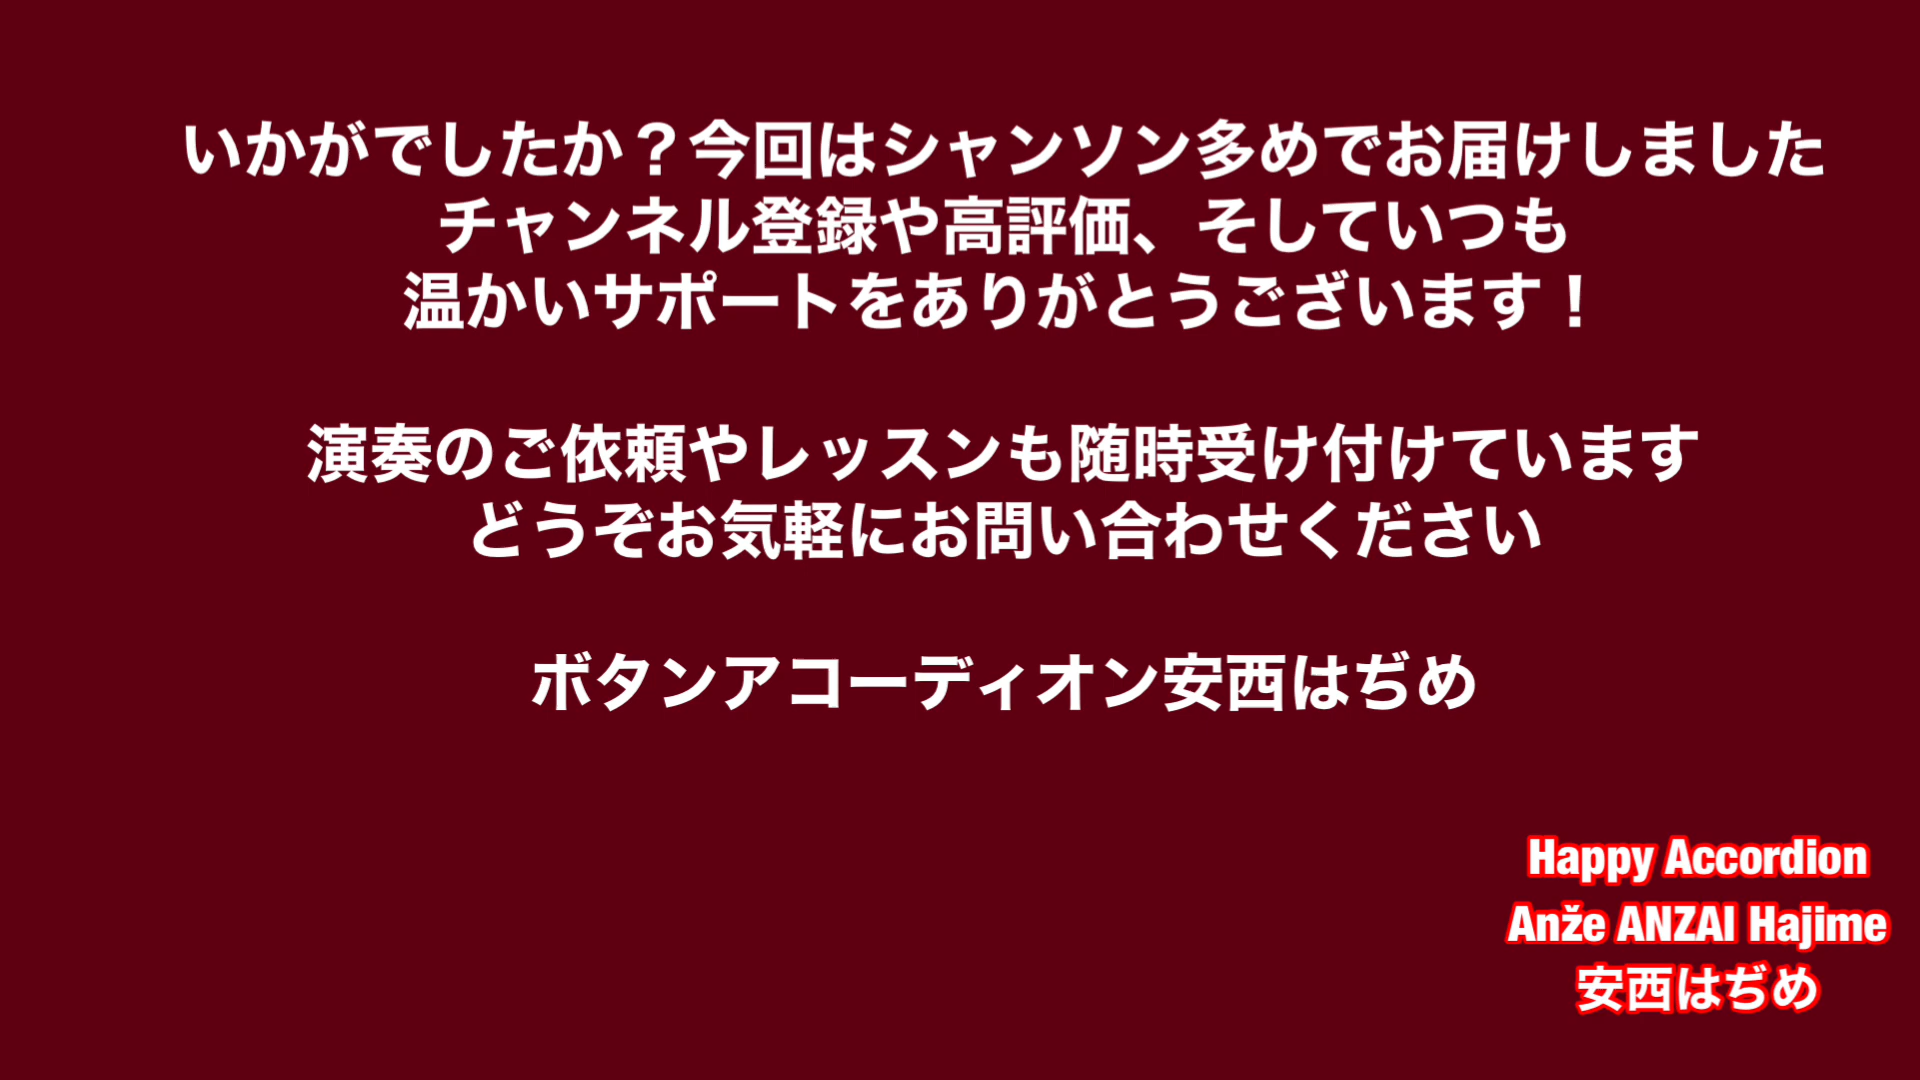 いかがでしたか？今回はシャンソン多めでお届けしました
チャンネル登録や高評価、そしていつも
温かいサポートをありがとうございます！
演奏のご依頼やレッスンも随時受け付けています
どうぞお気軽にお問い合わせください
ボタンアコーディオン安西はぢめ
Happy Accordion
Anže ANZAI Hajime
安西はぢめ